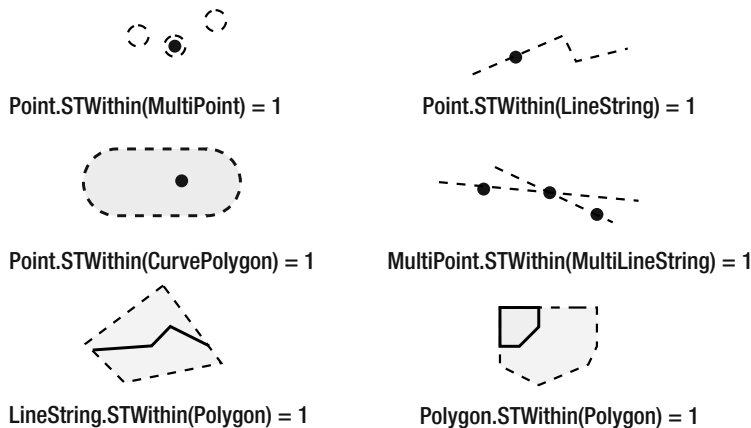 Point.STWithin(MultiPoint) = 1
Point.STWithin(LineString) = 1
Point.STWithin(CurvePolygon) = 1
MultiPoint.STWithin(MultiLineString) = 1
LineString.STWithin(Polygon) = 1
Polygon.STWithin(Polygon) = 1